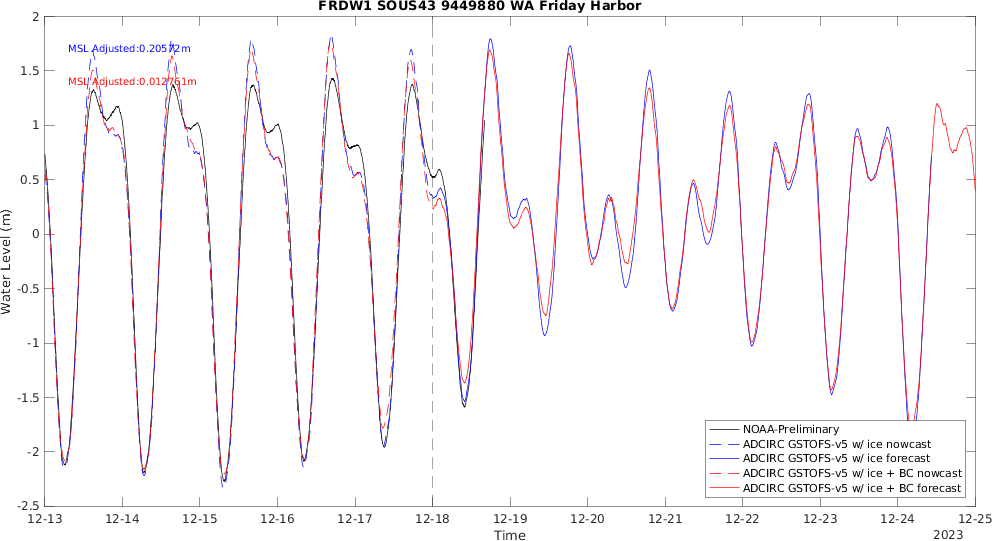 FRDW1 SOUS43 9449880 WA Friday Harbor
MSL Adjusted:0.20572m
MSL Adjusted:0.012761m
Water Level (m)
2
1.5
1
0.5
0
-0.5
-1
-1.5
-2
-2.5
NOAA-Preliminary
ADCIRC GSTOFS-v5 w/ ice nowcast
ADCIRC GSTOFS-v5 w/ ice forecast
ADCIRC GSTOFS-v5 w/ ice + BC nowcast
ADCIRC GSTOFS-v5 w/ ice + BC forecast
12-13 12-14 12-15 12-16 12-17 12-18 12-19 12-20 12-21 12-22 12-23 12-24 12-25
Time
2023